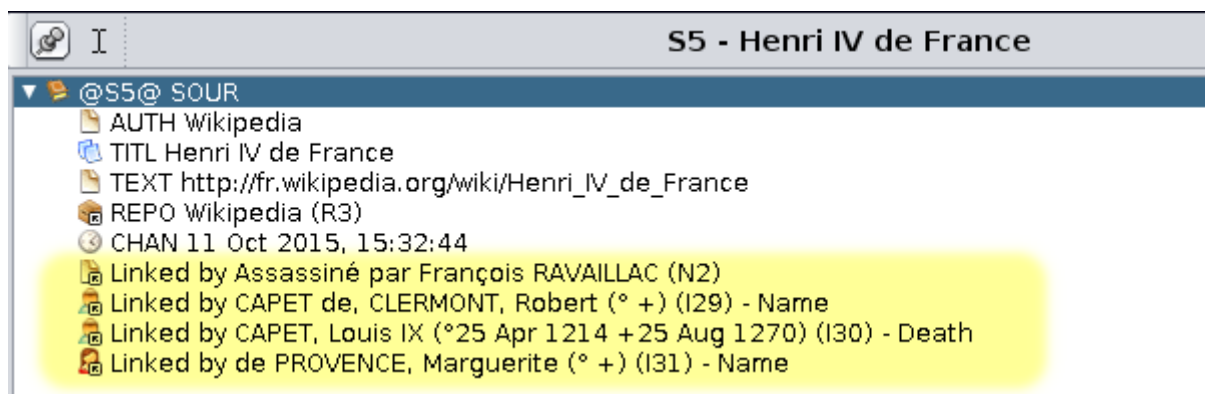 S5 - Henri IV de France
@S5@ SOUR
AUTH Wikipedia
TITL Henri IV de France
TEXT http://fr.wikipedia.org/wiki/Henri_IV_de_France
REPO Wikipedia (R3)
CHAN 11 Oct 2015, 15:32:44
Linked by Assassiné par François RAVAILLAC (N2)
Linked by CAPET de, CLERMONT, Robert (° +) (I29) - Name
Linked by CAPET, Louis IX (°25 Apr 1214 +25 Aug 1270) (I30) - Death
Linked by de PROVENCE, Marguerite (° +) (I31) - Name